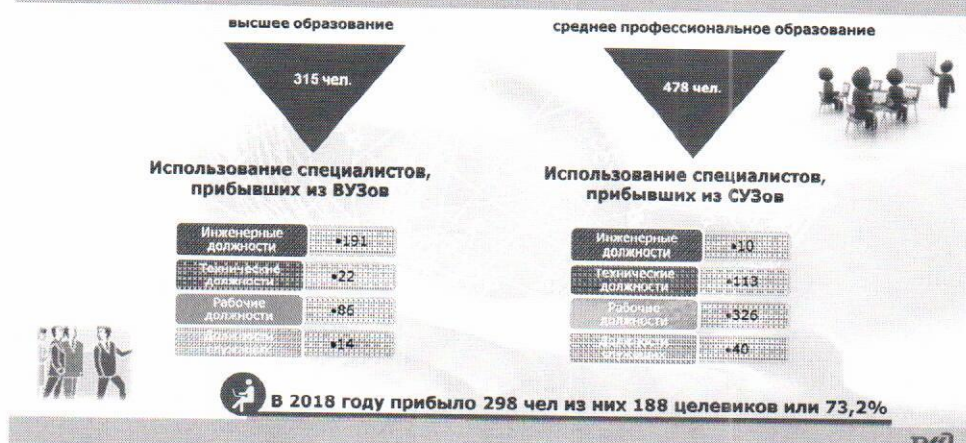 высшее образование
315 чел.
Использование специалистов,
прибывших из ВУЗов
Инженерные
должности
•191
Технические
должности
•22
Рабочие
должности
•86
•14
среднее профессиональное образование
478 чел.
Использование специалистов,
прибывших из СУЗов
Инженерные
должности
•10
Технические
должности
•113
Рабочие
должности
•326
•40
В 2018 году прибыло 298 чел из них 188 целевиков или 73,2%